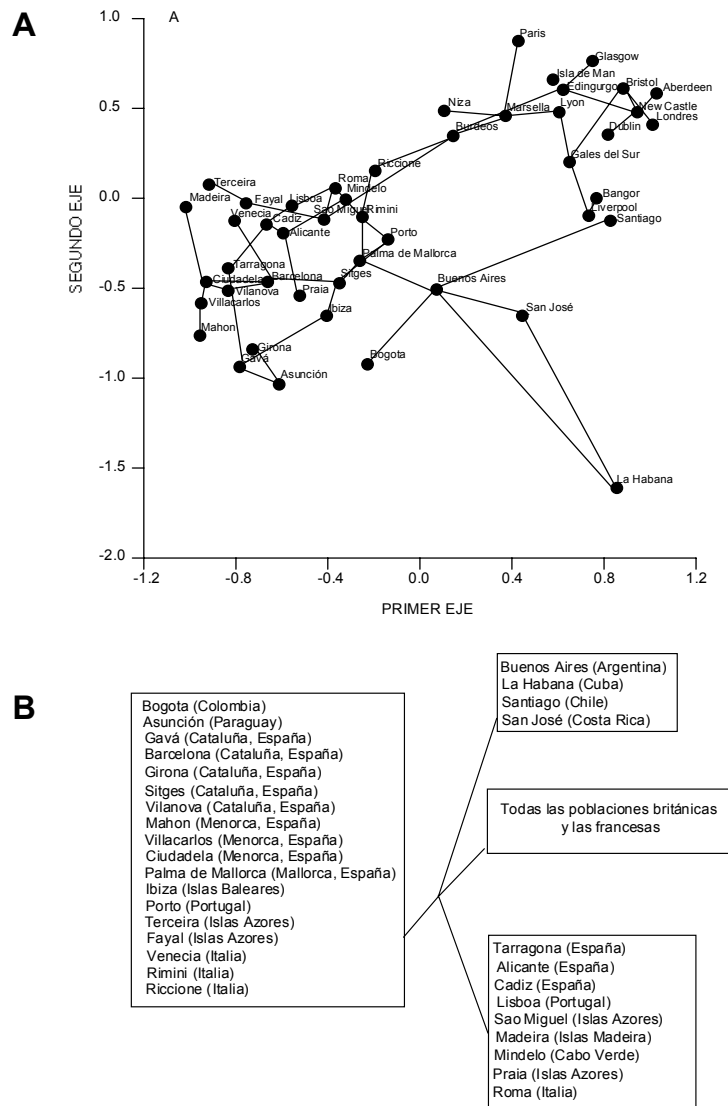 A
A
1.0
0.5
0.0
-0.5
-1.0
-1.5
-2.0
SEGUNDO EJE
-1.2
-0.8
-0.4
0.0
0.4
0.8
1.2
PRIMER EJE
Paris
Glasgow
Isla de Man
Edingurgo
Bristol
Aberdeen
Niza
Marsella
Lyon
New Castle
Londres
Burdeos
Dublin
Riccione
Gales del Sur
Terceira
Roma
Mindelo
Bangor
Madeira
Fayal
Lisboa
Liverpool
Venecia
Cadiz
Sao Miguel
Rimini
Santiago
Alicante
Porto
Tarragona
Palma de Mallorca
Ciudadela
Barcelona
Sitges
Buenos Aires
Vilanova
Praia
Villacarlos
Ibiza
San José
Mahon
Girona
Gavá
Bogota
Asunción
La Habana
B
Bogota (Colombia)
Asunción (Paraguay)
Gavá (Cataluña, España)
Barcelona (Cataluña, España)
Girona (Cataluña, España)
Sitges (Cataluña, España)
Vilanova (Cataluña, España)
Mahon (Menorca, España)
Villacarlos (Menorca, España)
Ciudadela (Menorca, España)
Palma de Mallorca (Mallorca, España)
Ibiza (Islas Baleares)
Porto (Portugal)
Terceira (Islas Azores)
Fayal (Islas Azores)
Venecia (Italia)
Rimini (Italia)
Riccione (Italia)
Buenos Aires (Argentina)
La Habana (Cuba)
Santiago (Chile)
San José (Costa Rica)
Todas las poblaciones británicas
y las francesas
Tarragona (España)
Alicante (España)
Cadiz (España)
Lisboa (Portugal)
Sao Miguel (Islas Azores)
Madeira (Islas Madeira)
Mindelo (Cabo Verde)
Praia (Islas Azores)
Roma (Italia)